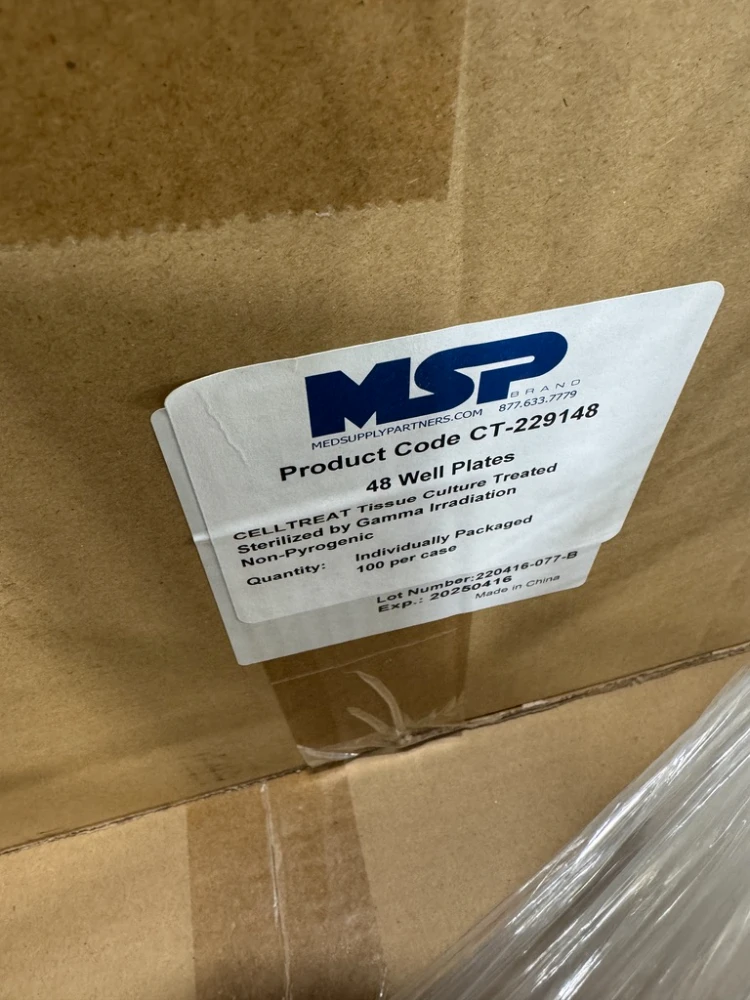 MSP
BRAND
MEDSUPPLYPARTNERS.COM 877.633.7779
Product Code CT-229148
48 Well Plates
CELLTREAT Tissue Culture Treated
Sterilized by Gamma Irradiation
Non-Pyrogenic
Quantity: Individually Packaged
100 per case
Lot Number:220416-077-B
Exp.: 20250416
Made in China